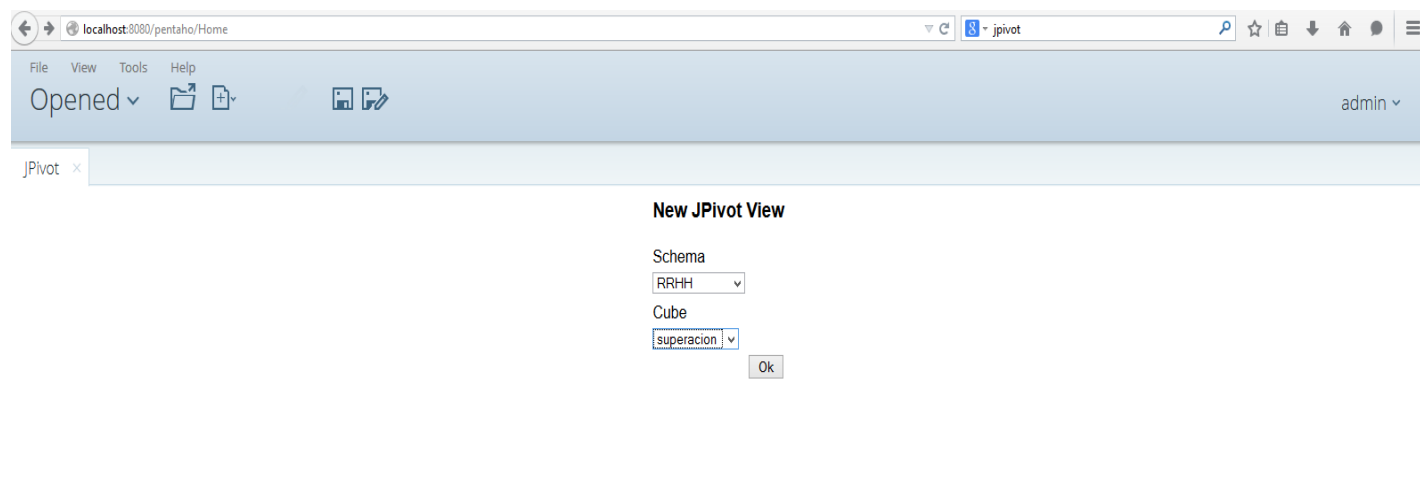 localhost:8080/pentaho/Home
8 jpivot
File View Tools Help
Opened
admin
JPivot ×
New JPivot View
Schema
RRHH
Cube
superacion
Ok